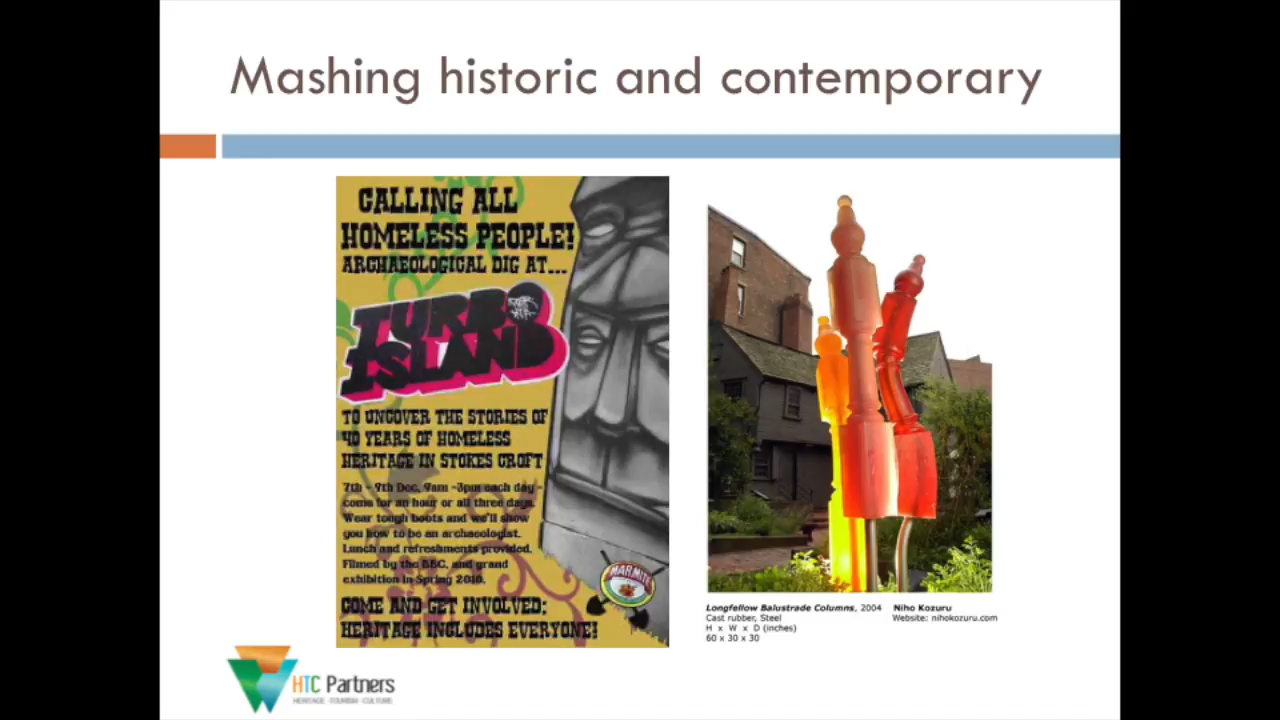 Mashing historic and contemporary
CALLING ALL
HOMELESS PEOPLE!
ARCHAEOLOGICAL DIG AT...
TURBO
ISLAND
TO UNCOVER THE STORIES OF
40 YEARS OF HOMELESS
HERITAGE IN STOKES CROFT
7th - 9th Dec, 9am -3pm each day -
come for an hour or all three days.
Wear tough boots and we'll show
you how to be an archaeologist.
Lunch and refreshments provided.
Filmed by the BBC, and grand
exhibition in Spring 2010.
COME AND GET INVOLVED:
HERITAGE INCLUDES EVERYONE!
MARMITE
Longfellow Balustrade Columns, 2004 Niho Kozuru
Cast rubber, Steel Website: nihokozuru.com
H x W x D (inches)
60 x 30 x 30
HTC Partners
HERITAGE · TOURISM · CULTURE